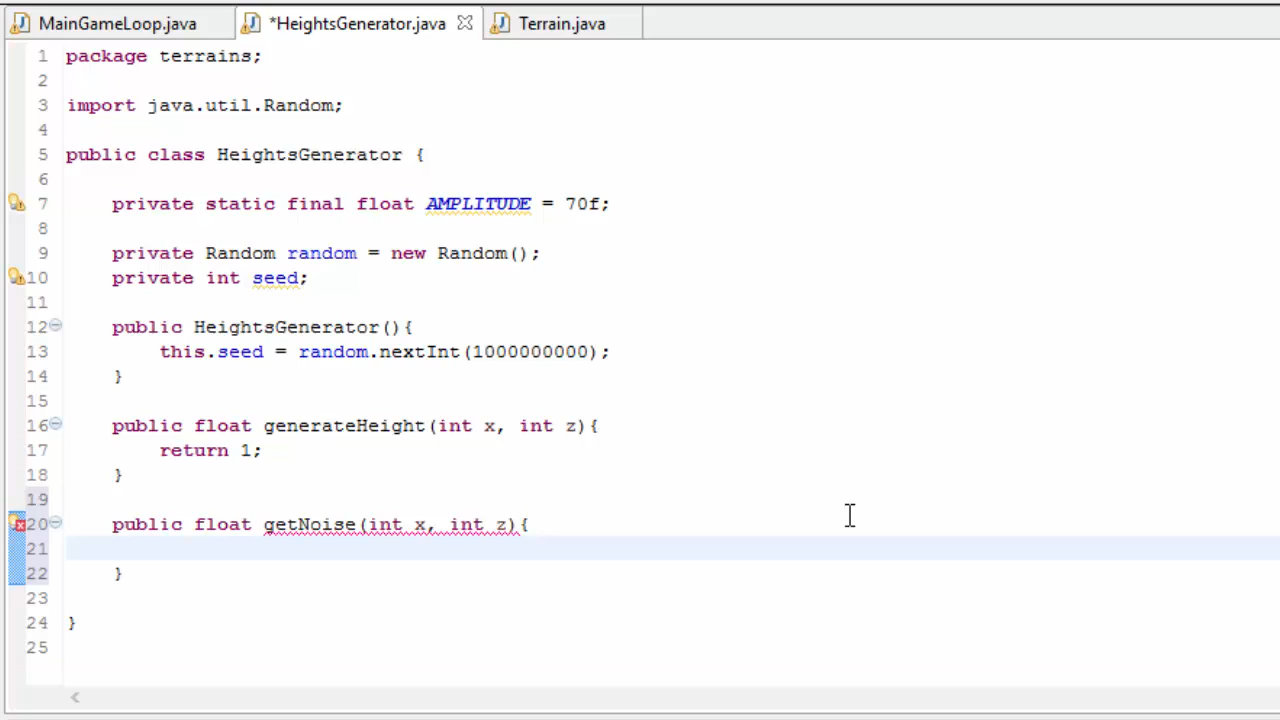 MainGameLoop.java *HeightsGenerator.java Terrain.java
1 package terrains;
2
3 import java.util.Random;
4
5 public class HeightsGenerator {
6
7 private static final float AMPLITUDE = 70f;
8
9 private Random random = new Random();
10 private int seed;
11
12 public HeightsGenerator(){
13 this.seed = random.nextInt(1000000000);
14 }
15
16 public float generateHeight(int x, int z){
17 return 1;
18 }
19
20 public float getNoise(int x, int z){
21
22 }
23
24 }
25